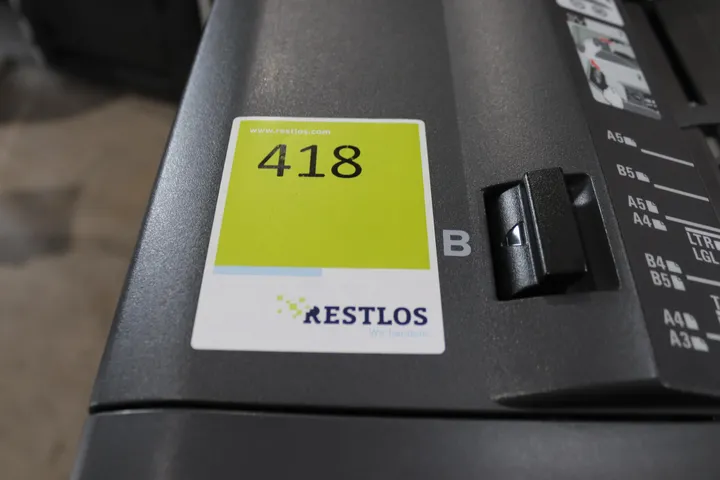 www.restlos.com
418
RESTLOS
B
A5
B5
A5
A4
LTR
LGL
B4
B5
A4
A3